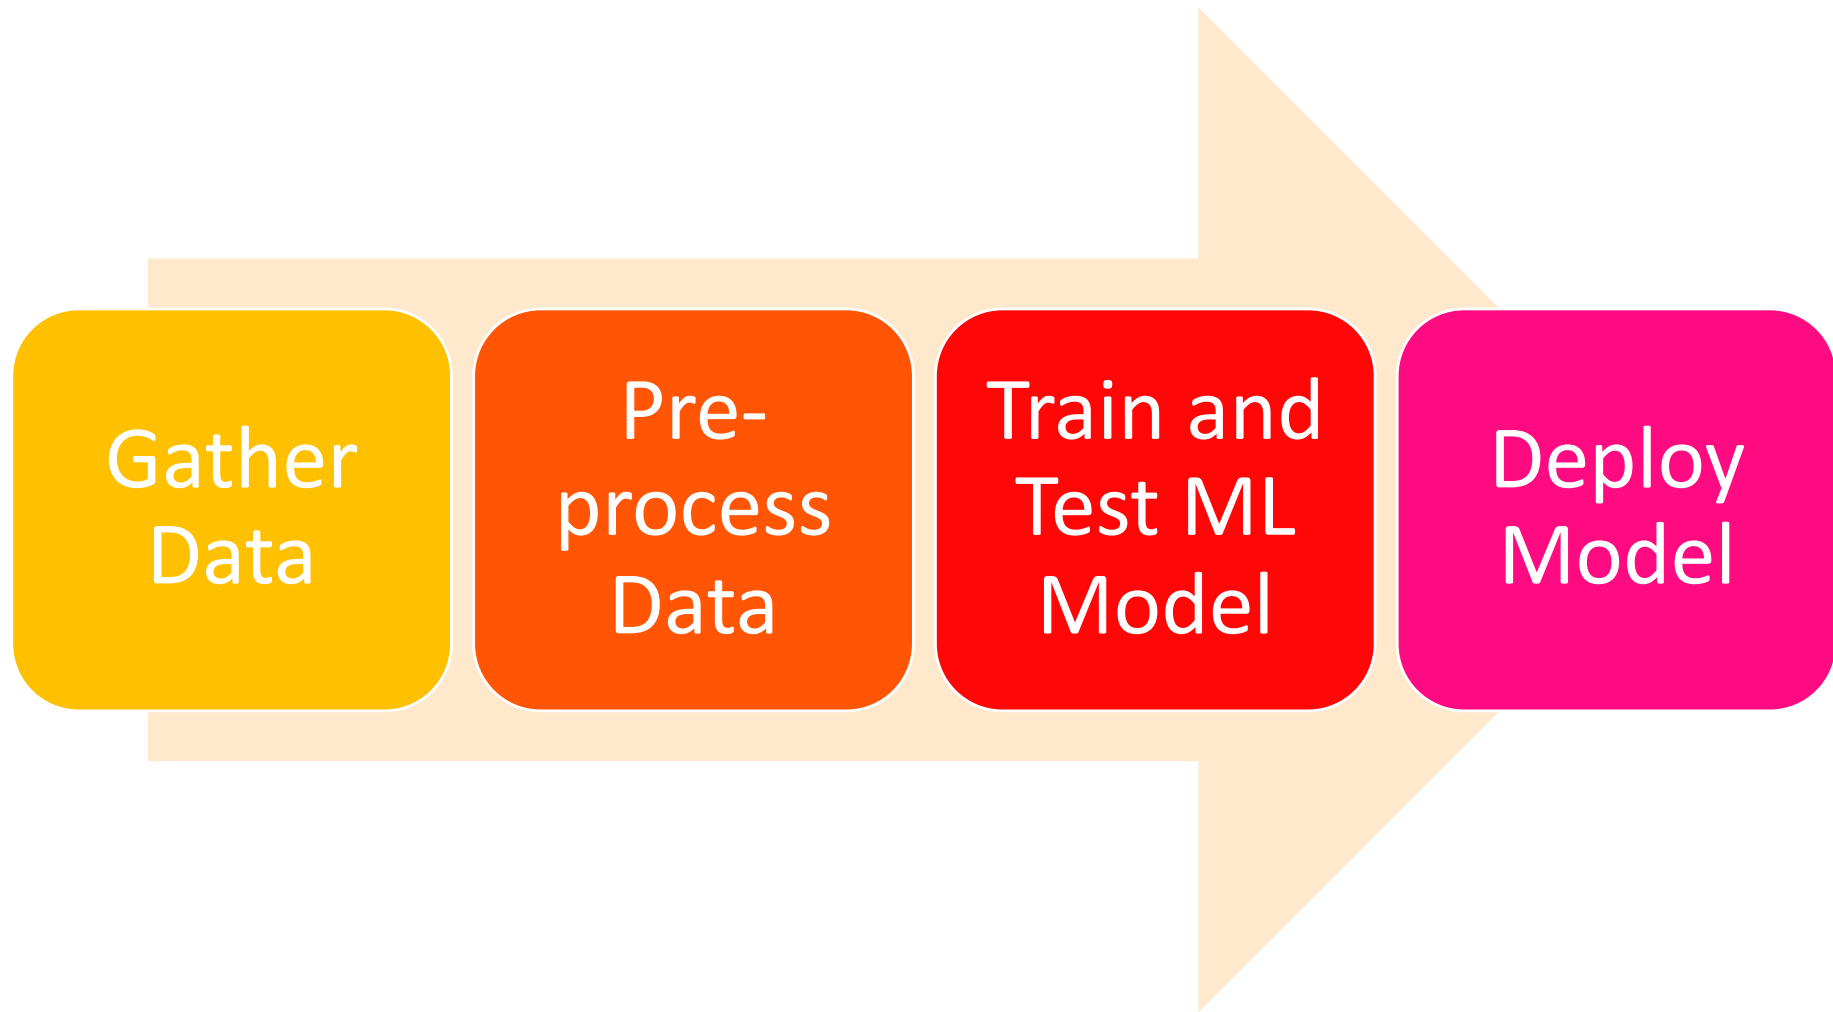 Gather
Data
Pre-
process
Data
Train and
Test ML
Model
Deploy
Model